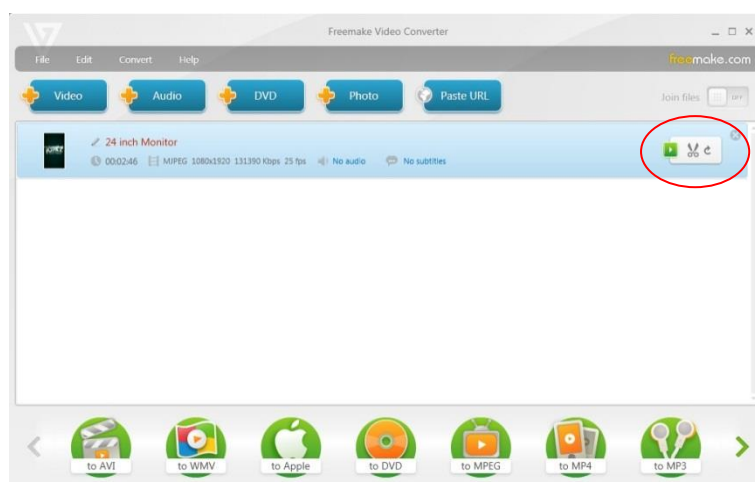 Freemake Video Converter
File Edit Convert Help
freemake.com
Video Audio DVD Photo Paste URL
Join files OFF
24 inch Monitor
00:02:46 MJPEG 1080x1920 131390 Kbps 25 fps No audio No subtitles
to AVI to WMV to Apple to DVD to MPEG to MP4 to MP3